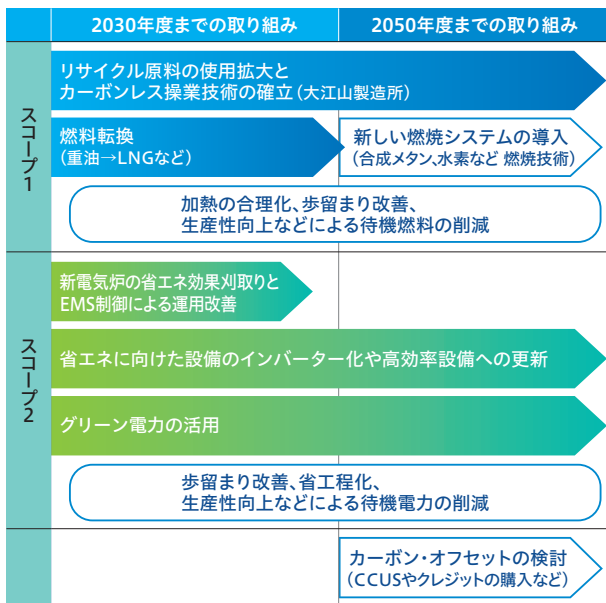 2030年度までの取り組み
2050年度までの取り組み
スコープ1
リサイクル原料の使用拡大と
カーボンレス操業技術の確立(大江山製造所)
燃料転換
(重油→LNGなど)
新しい燃焼システムの導入
(合成メタン、水素など 燃焼技術)
加熱の合理化、歩留まり改善、
生産性向上などによる待機燃料の削減
スコープ2
新電気炉の省エネ効果刈取りと
EMS制御による運用改善
省エネに向けた設備のインバーター化や高効率設備への更新
グリーン電力の活用
歩留まり改善、省工程化、
生産性向上などによる待機電力の削減
カーボン・オフセットの検討
(CCUSやクレジットの購入など)